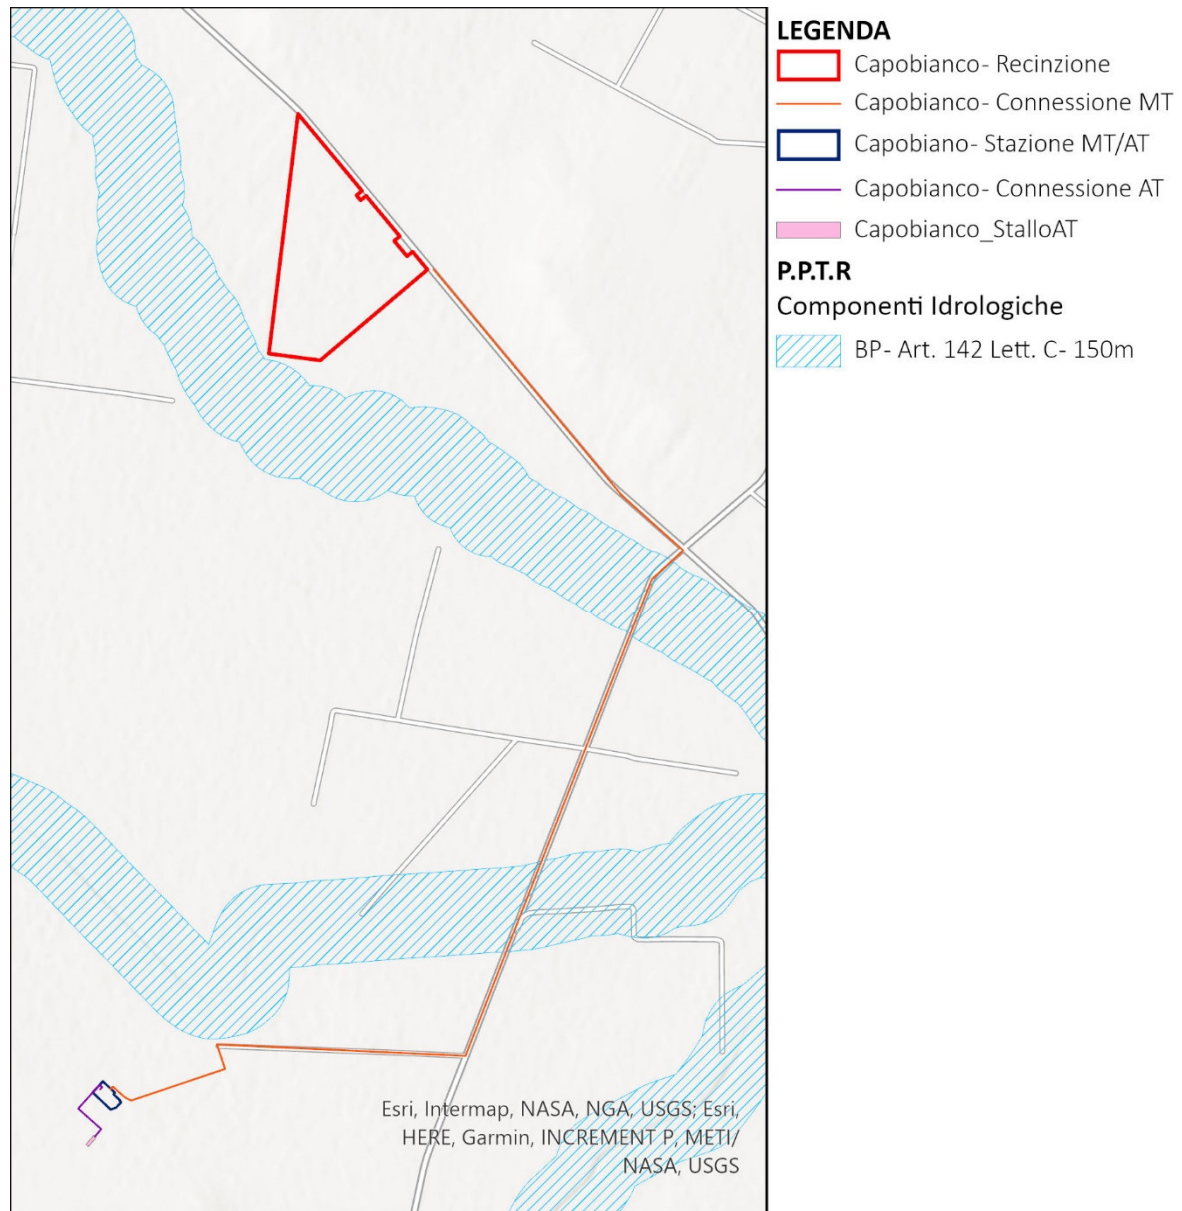 LEGENDA
Capobianco- Recinzione
Capobianco- Connessione MT
Capobiano- Stazione MT/AT
Capobianco- Connessione AT
Capobianco_StalloAT
P.P.T.R
Componenti Idrologiche
BP- Art. 142 Lett. C- 150m
Esri, Intermap, NASA, NGA, USGS; Esri,
HERE, Garmin, INCREMENT P, METI/
NASA, USGS